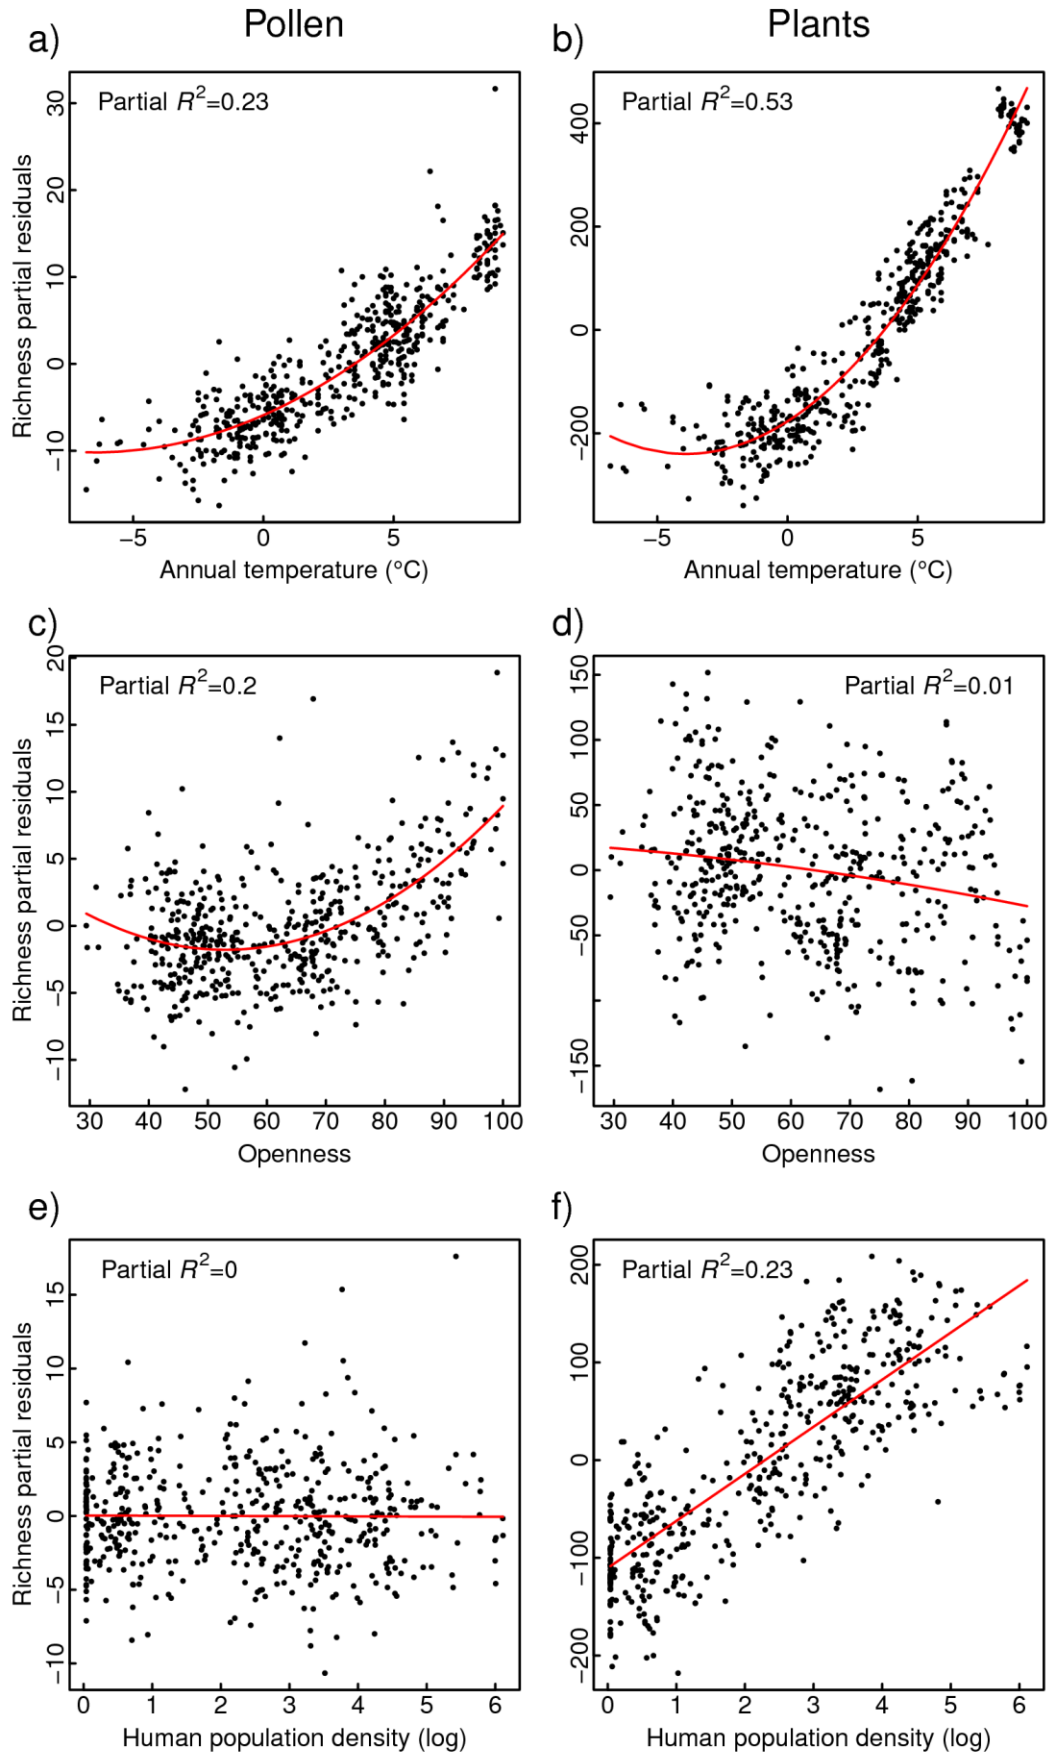 Pollen
Plants
a)
b)
Partial R²=0.23
Partial R²=0.53
Richness partial residuals
30
20
10
0
−10
400
200
0
−200
−5 0 5
−5 0 5
Annual temperature (°C)
Annual temperature (°C)
c)
d)
Partial R²=0.2
Partial R²=0.01
Richness partial residuals
20
15
10
5
0
−5
−10
150
100
50
0
−50
−150
30 40 50 60 70 80 90 100
30 40 50 60 70 80 90 100
Openness
Openness
e)
f)
Partial R²=0
Partial R²=0.23
Richness partial residuals
15
10
5
0
−5
−10
200
100
0
−100
−200
0 1 2 3 4 5 6
0 1 2 3 4 5 6
Human population density (log)
Human population density (log)